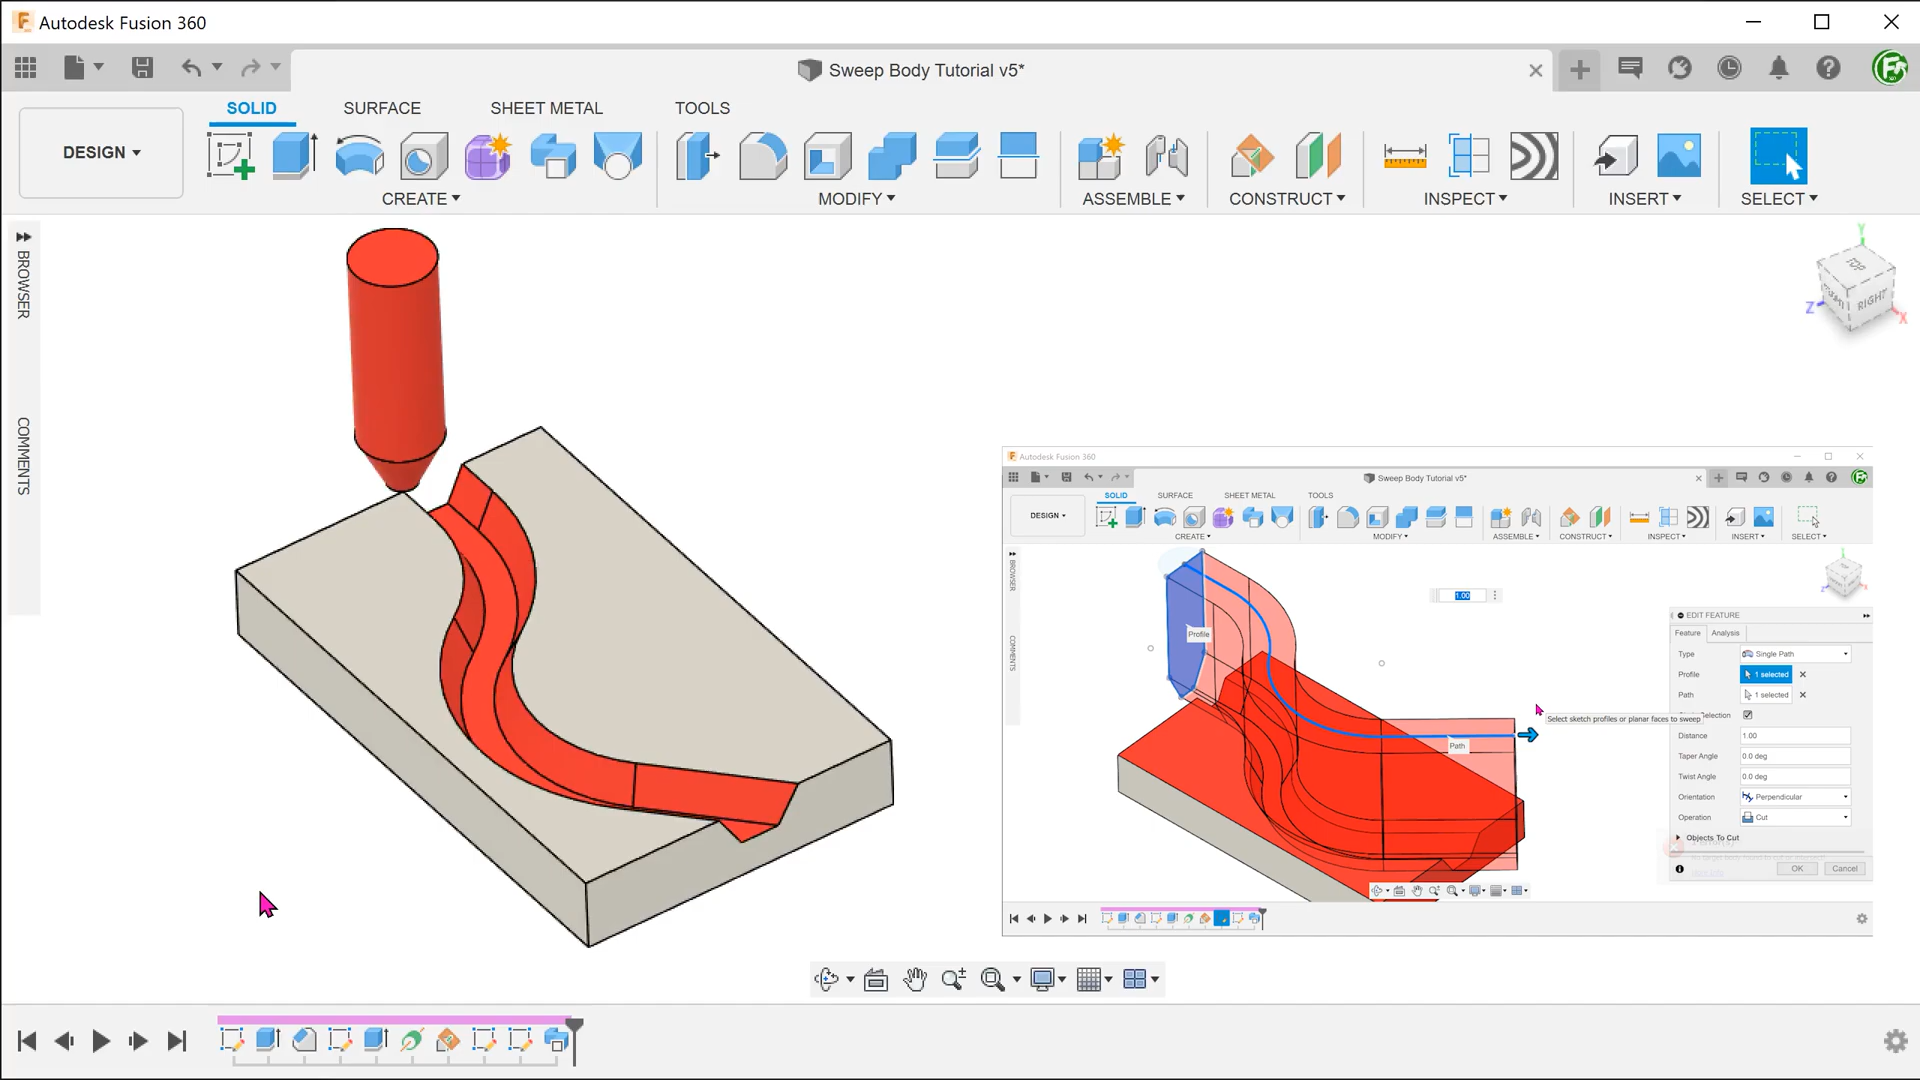 Autodesk Fusion 360
Sweep Body Tutorial v5*
SOLID SURFACE SHEET METAL TOOLS
DESIGN
CREATE MODIFY ASSEMBLE CONSTRUCT INSPECT INSERT SELECT
BROWSER
COMMENTS
TOP
RIGHT
Y
Z
X
Autodesk Fusion 360
Sweep Body Tutorial v5*
SOLID SURFACE SHEET METAL TOOLS
DESIGN
CREATE MODIFY ASSEMBLE CONSTRUCT INSPECT INSERT SELECT
BROWSER
COMMENTS
1.00
Profile
Path
EDIT FEATURE
Feature Analysis
Type Single Path
Profile 1 selected
Path 1 selected
Selection
Select sketch profiles or planar faces to sweep
Distance 1.00
Taper Angle 0.0 deg
Twist Angle 0.0 deg
Orientation Perpendicular
Operation Cut
Objects To Cut
OK Cancel